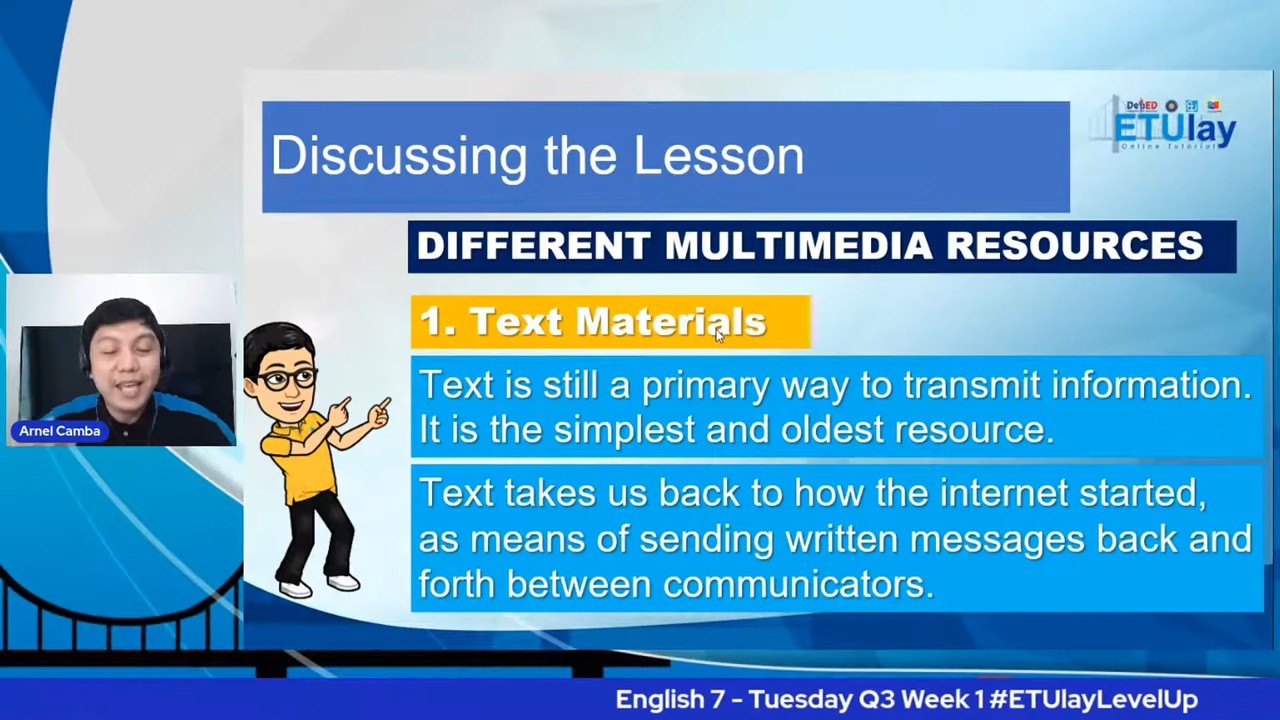 Discussing the Lesson
DepED
ETUlay
Online Tutorial
DIFFERENT MULTIMEDIA RESOURCES
1. Text Materials
Text is still a primary way to transmit information.
It is the simplest and oldest resource.
Text takes us back to how the internet started,
as means of sending written messages back and
forth between communicators.
Arnel Camba
English 7 - Tuesday Q3 Week 1 #ETUlayLevelUp